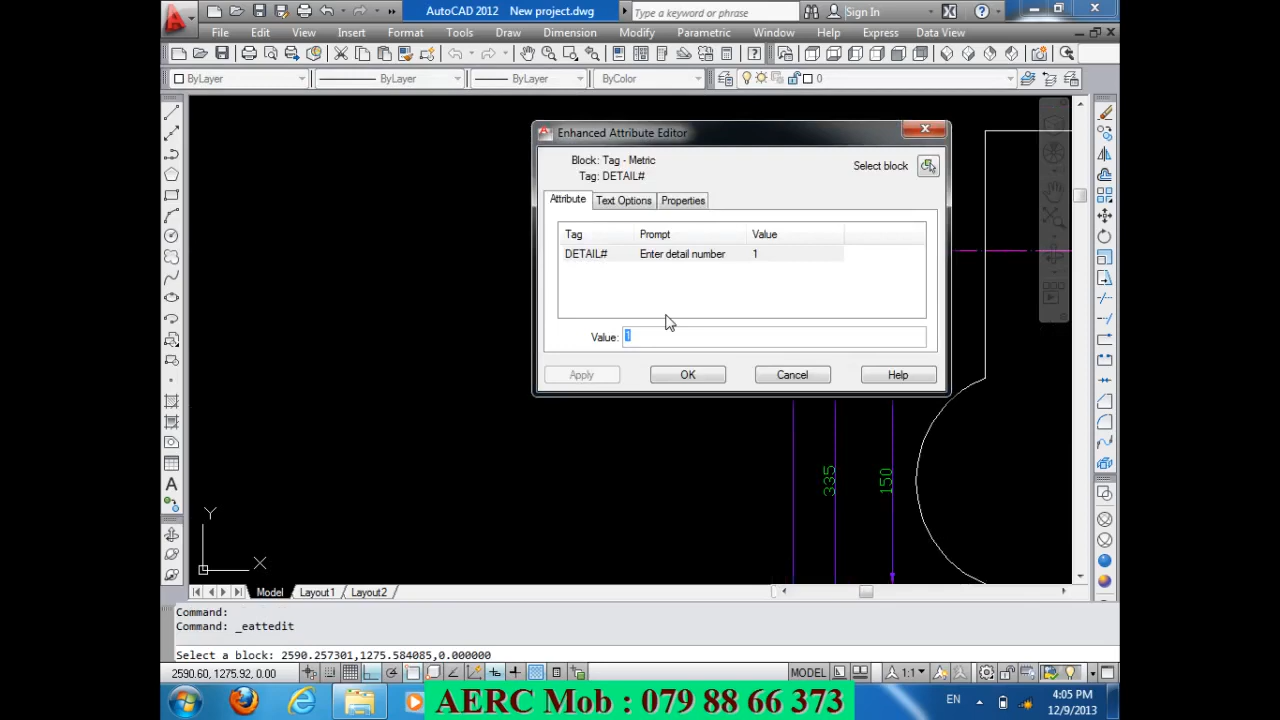 AutoCAD 2012 New project.dwg
Type a keyword or phrase
Sign In
File Edit View Insert Format Tools Draw Dimension Modify Parametric Window Help Express Data View
ByLayer
ByLayer
ByLayer
ByColor
0
Enhanced Attribute Editor
Block: Tag - Metric
Tag: DETAIL#
Select block
Attribute Text Options Properties
Tag Prompt Value
DETAIL# Enter detail number 1
Value: 1
Apply OK Cancel Help
335
150
Y
X
Model Layout1 Layout2
Command:
Command: _eattedit
Select a block: 2590.257301,1275.584085,0.000000
2590.60, 1275.92, 0.00
MODEL
1:1
AERC Mob : 079 88 66 373
EN
4:05 PM
12/9/2013